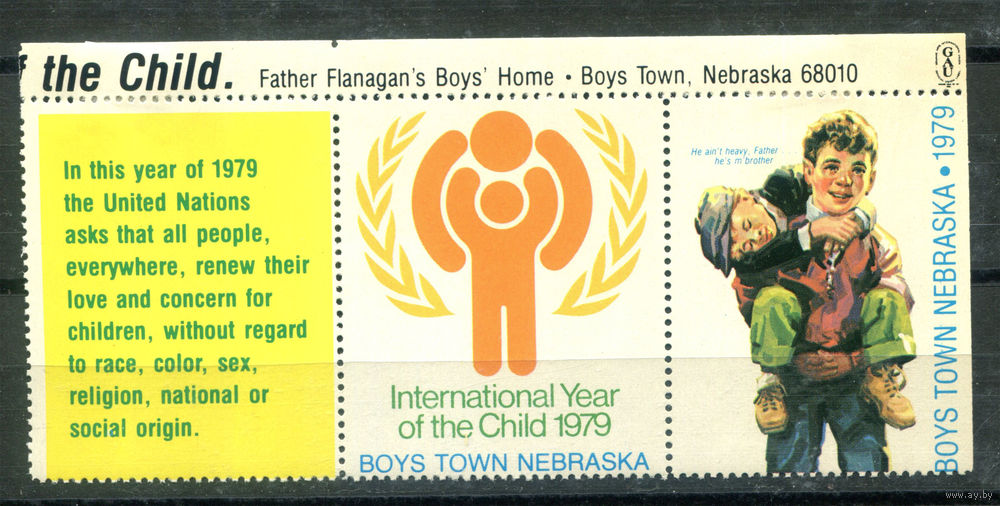 the Child. Father Flanagan's Boys' Home • Boys Town, Nebraska 68010
GAU
In this year of 1979
the United Nations
asks that all people,
everywhere, renew their
love and concern for
children, without regard
to race, color, sex,
religion, national or
social origin.
International Year
of the Child 1979
BOYS TOWN NEBRASKA
He ain't heavy, Father ...
he's m' brother
BOYS TOWN NEBRASKA • 1979
www.ay.by